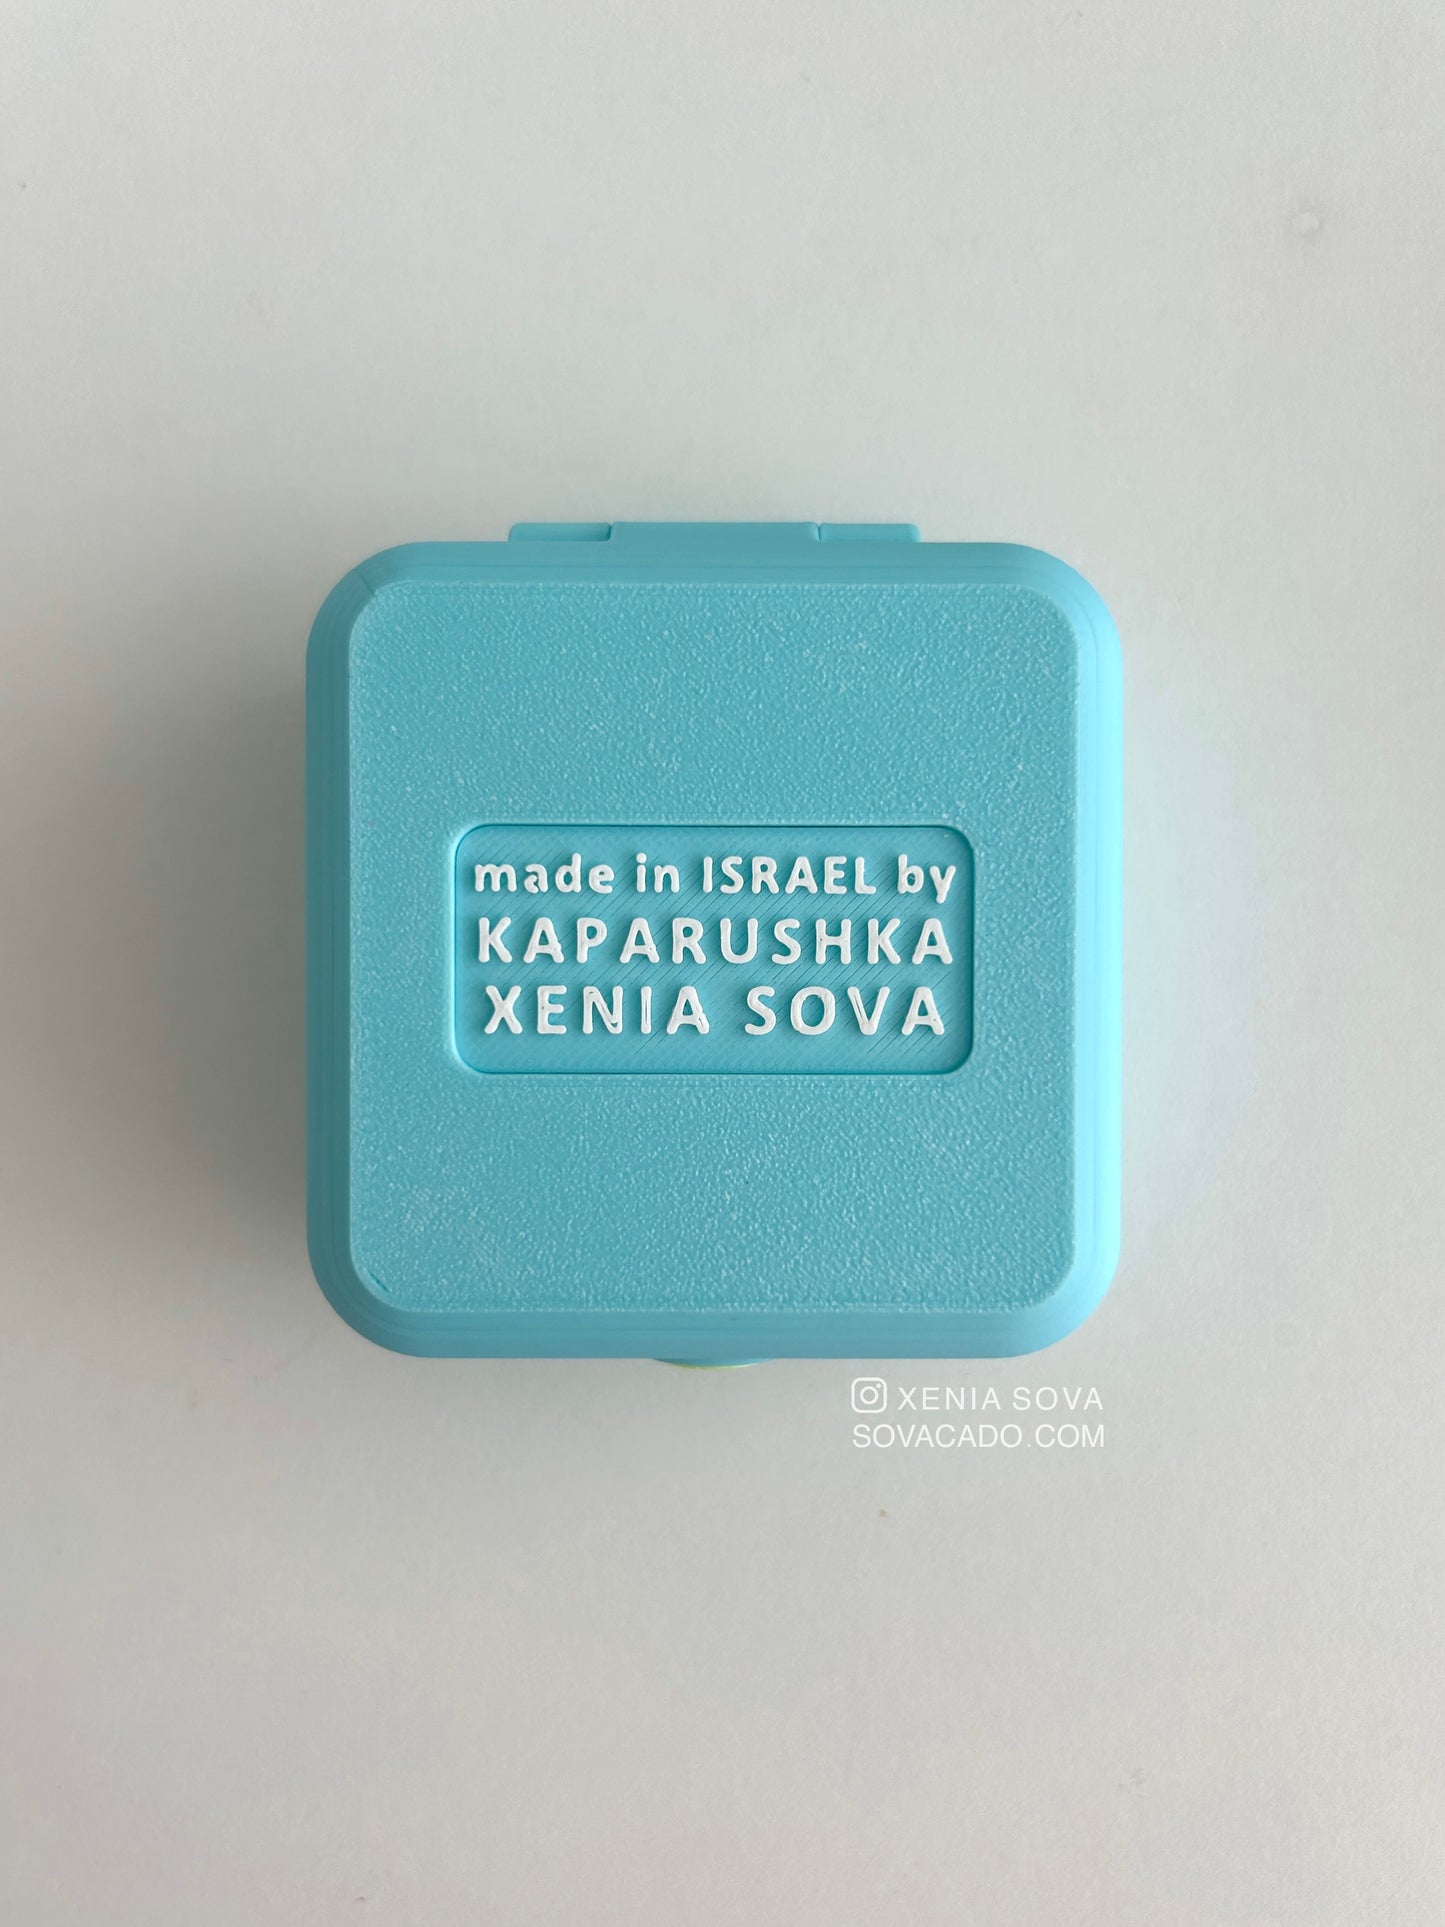 made in ISRAEL by
KAPARUSHKA
XENIA SOVA
XENIA SOVA
SOVACADO.COM